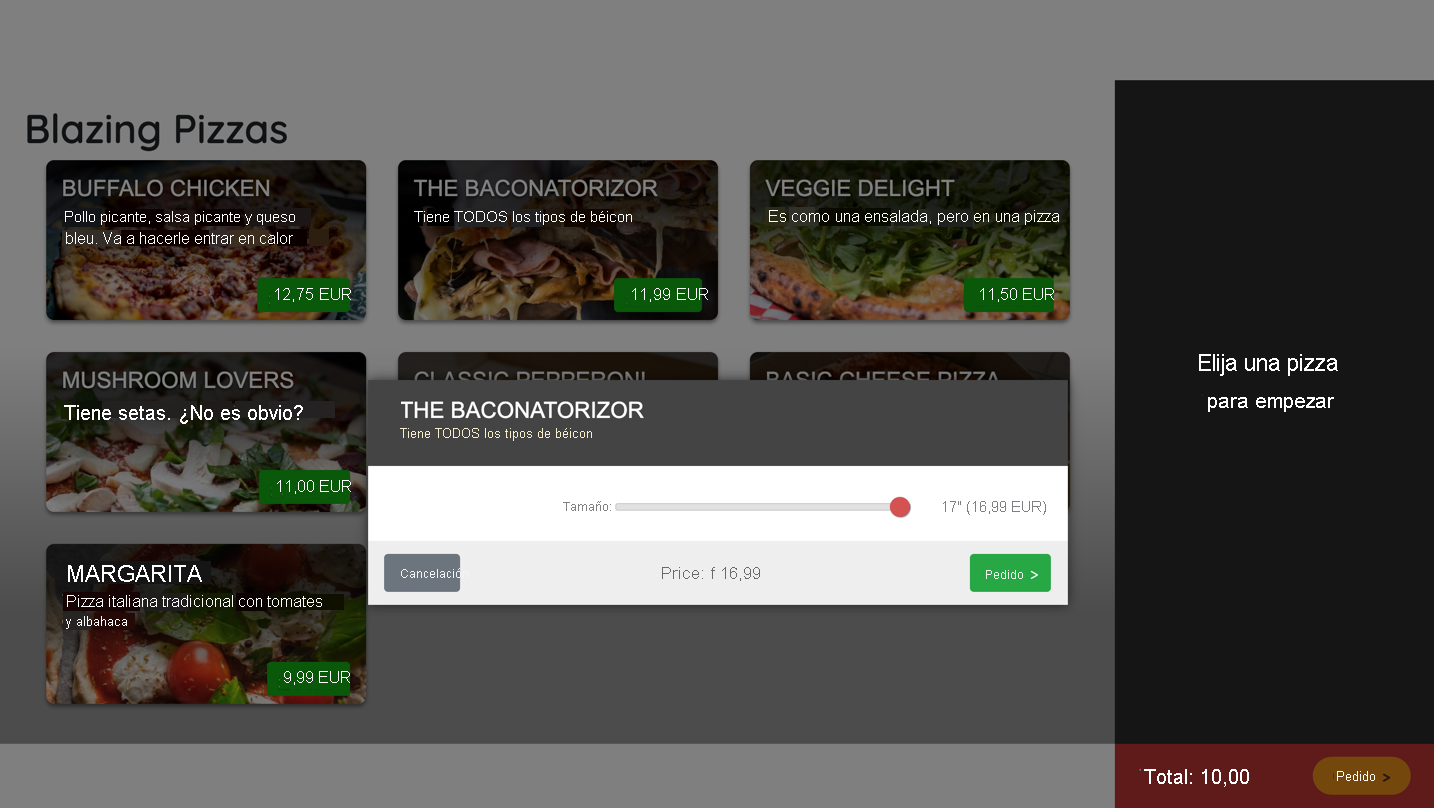 Blazing Pizzas
BUFFALO CHICKEN
Pollo picante, salsa picante y queso
bleu. Va a hacerle entrar en calor
12,75 EUR
THE BACONATORIZOR
Tiene TODOS los tipos de béicon
11,99 EUR
VEGGIE DELIGHT
Es como una ensalada, pero en una pizza
11,50 EUR
MUSHROOM LOVERS
Tiene setas. ¿No es obvio?
11,00 EUR
CLASSIC PEPPERONI
BASIC CHEESE PIZZA
MARGARITA
Pizza italiana tradicional con tomates
y albahaca
9,99 EUR
THE BACONATORIZOR
Tiene TODOS los tipos de béicon
Tamaño:
17" (16,99 EUR)
Cancelación
Price: f 16,99
Pedido >
Elija una pizza
para empezar
Total: 10,00
Pedido >